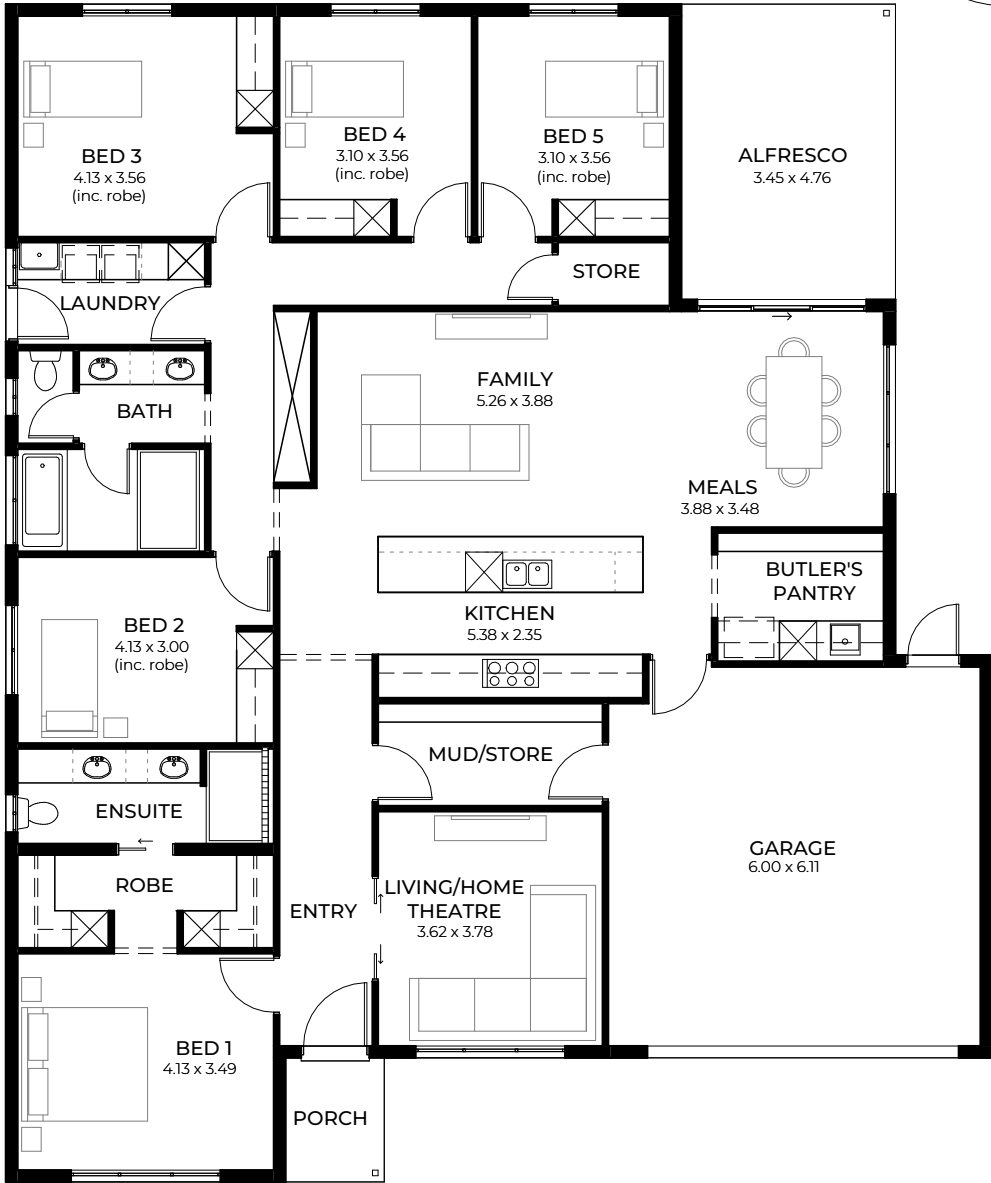 BED 3
4.13 x 3.56
(inc. robe)
BED 4
3.10 x 3.56
(inc. robe)
BED 5
3.10 x 3.56
(inc. robe)
ALFRESCO
3.45 x 4.76
STORE
LAUNDRY
BATH
FAMILY
5.26 x 3.88
MEALS
3.88 x 3.48
BUTLER'S
PANTRY
KITCHEN
5.38 x 2.35
BED 2
4.13 x 3.00
(inc. robe)
MUD/STORE
ENSUITE
ROBE
ENTRY
LIVING/HOME
THEATRE
3.62 x 3.78
GARAGE
6.00 x 6.11
BED 1
4.13 x 3.49
PORCH